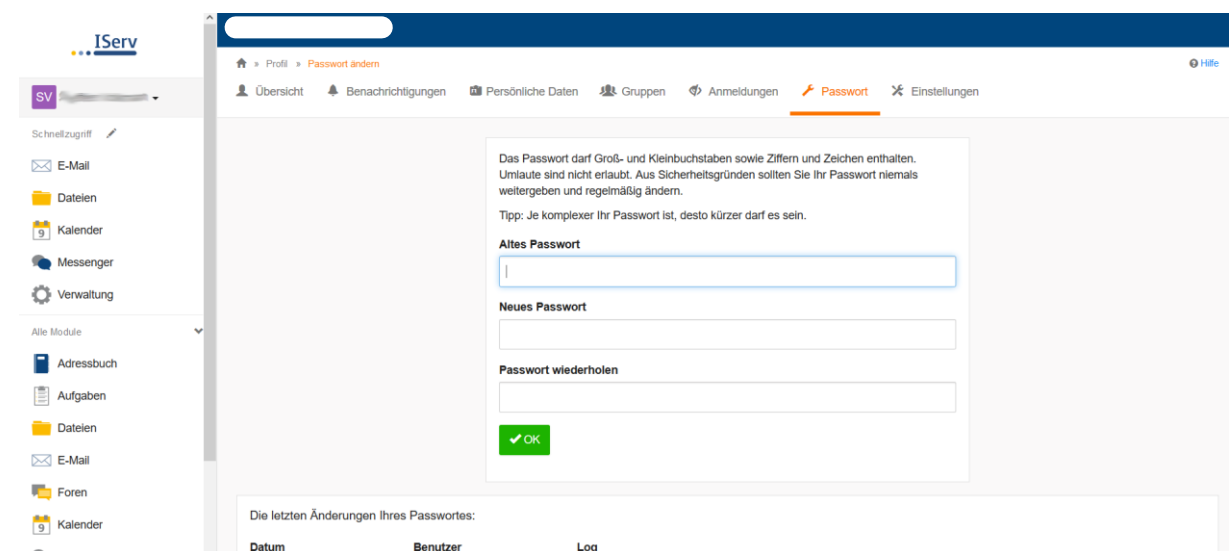 IServ
» Profil » Passwort ändern
Hilfe
SV
Übersicht Benachrichtigungen Persönliche Daten Gruppen Anmeldungen Passwort Einstellungen
Schnellzugriff
E-Mail
Dateien
9 Kalender
Messenger
Verwaltung
Alle Module
Adressbuch
Aufgaben
Dateien
E-Mail
Foren
9 Kalender
Das Passwort darf Groß- und Kleinbuchstaben sowie Ziffern und Zeichen enthalten.
Umlaute sind nicht erlaubt. Aus Sicherheitsgründen sollten Sie Ihr Passwort niemals
weitergeben und regelmäßig ändern.
Tipp: Je komplexer Ihr Passwort ist, desto kürzer darf es sein.
Altes Passwort
Neues Passwort
Passwort wiederholen
OK
Die letzten Änderungen Ihres Passwortes:
Datum Benutzer Log